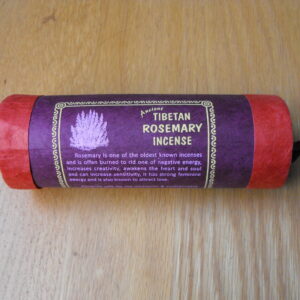 Ancient
TIBETAN
ROSEMARY
INCENSE
Rosemary is one of the oldest known incenses
and is often burned to rid one of negative energy,
increases creativity, awakens the heart and soul
and can increase sensitivity, it has strong feminine
energy and is also known to attract love.